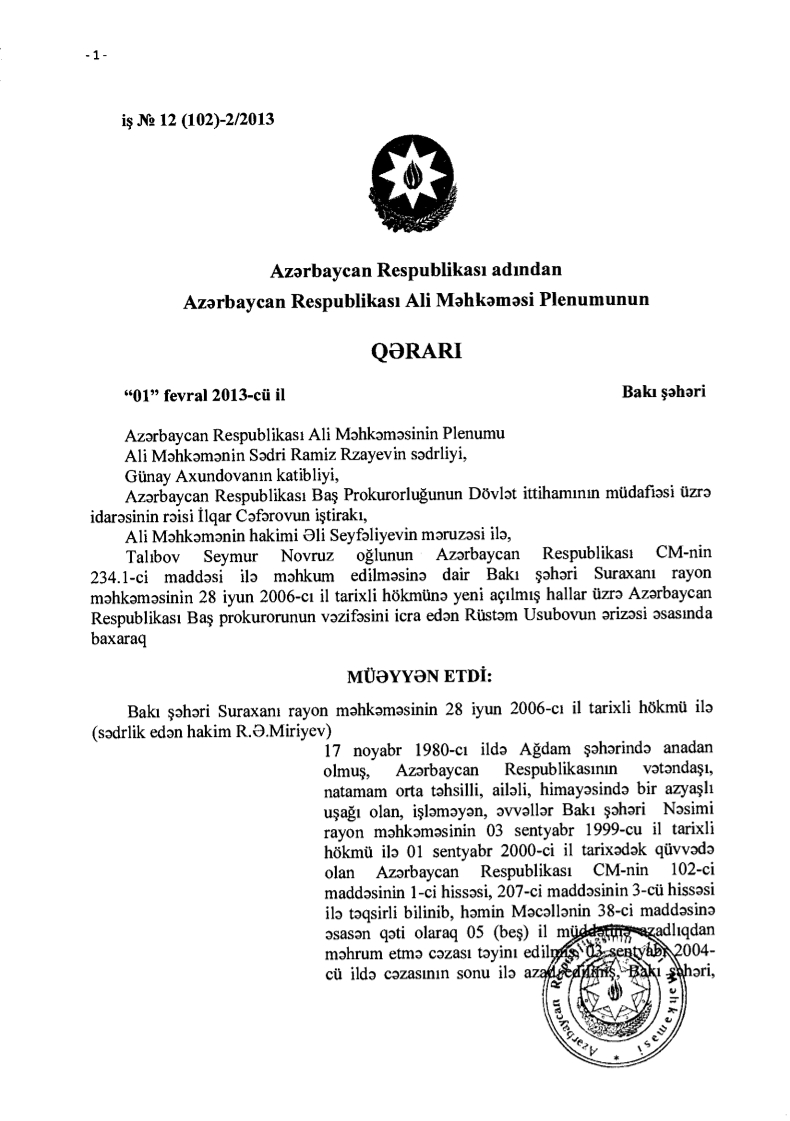 - 1 -
iş № 12 (102)-2/2013
Azərbaycan Respublikası adından
Azərbaycan Respublikası Ali Məhkəməsi Plenumunun
QƏRARI
“01” fevral 2013-cü il Bakı şəhəri
Azərbaycan Respublikası Ali Məhkəməsinin Plenumu
Ali Məhkəmənin Sədri Ramiz Rzayevin sədrliyi,
Günay Axundovanın katibliyi,
Azərbaycan Respublikası Baş Prokurorluğunun Dövlət ittihamının müdafiəsi üzrə
idarəsinin rəisi İlqar Cəfərovun iştirakı,
Ali Məhkəmənin hakimi Əli Seyfəliyevin məruzəsi ilə,
Talıbov Seymur Novruz oğlunun Azərbaycan Respublikası CM-nin
234.1-ci maddəsi ilə məhkum edilməsinə dair Bakı şəhəri Suraxanı rayon
məhkəməsinin 28 iyun 2006-cı il tarixli hökmünə yeni açılmış hallar üzrə Azərbaycan
Respublikası Baş prokurorunun vəzifəsini icra edən Rüstəm Usubovun ərizəsi əsasında
baxaraq
MÜƏYYƏN ETDİ:
Bakı şəhəri Suraxanı rayon məhkəməsinin 28 iyun 2006-cı il tarixli hökmü ilə
(sədrlik edən hakim R.Ə.Miriyev)
17 noyabr 1980-cı ildə Ağdam şəhərində anadan
olmuş, Azərbaycan Respublikasının vətəndaşı,
natamam orta təhsilli, ailəli, himayəsində bir azyaşlı
uşağı olan, işləməyən, əvvəllər Bakı şəhəri Nəsimi
rayon məhkəməsinin 03 sentyabr 1999-cu il tarixli
hökmü ilə 01 sentyabr 2000-ci il tarixədək qüvvədə
olan Azərbaycan Respublikası CM-nin 102-ci
maddəsinin 1-ci hissəsi, 207-ci maddəsinin 3-cü hissəsi
ilə təqsirli bilinib, həmin Məcəllənin 38-ci maddəsinə
əsasən qəti olaraq 05 (beş) il müddətinə azadlıqdan
məhrum etmə cəzası təyini edilmiş, 03 sentyabr 2004-
cü ildə cəzasının sonu ilə azad edilmiş, Bakı şəhəri,
Azərbaycan Respublikası Məhkəməsi